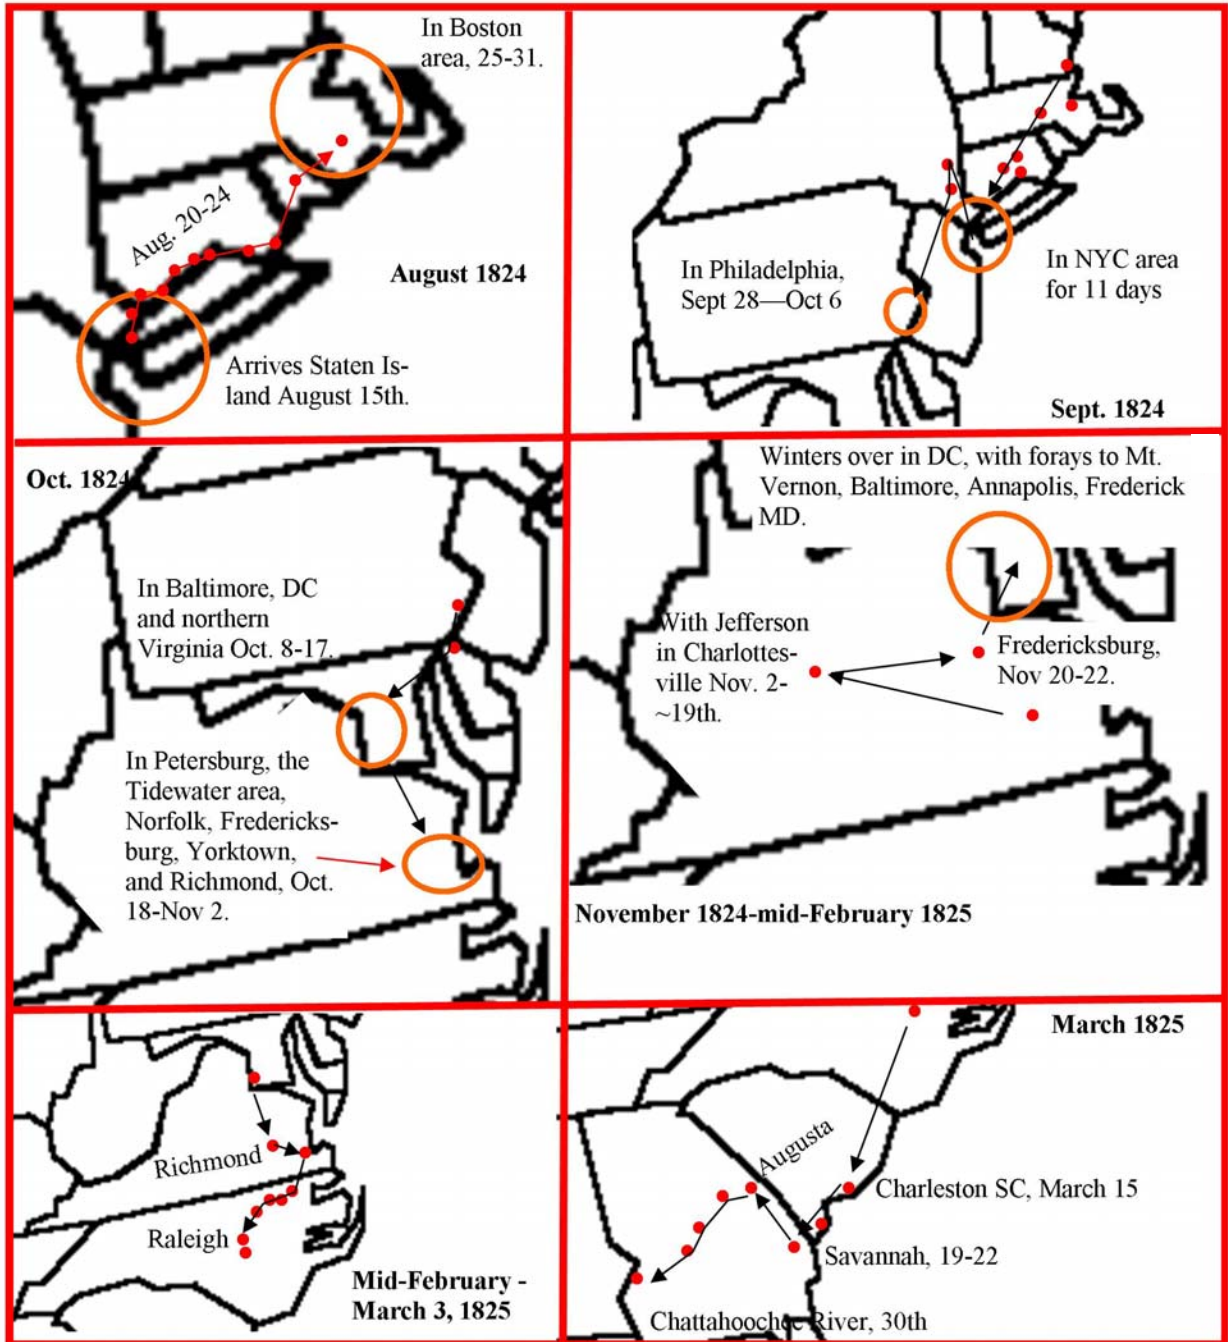 In Boston
area, 25-31.
Aug. 20-24
August 1824
Arrives Staten Is-
land August 15th.
In Philadelphia,
Sept 28—Oct 6
In NYC area
for 11 days
Sept. 1824
Oct. 1824
In Baltimore, DC
and northern
Virginia Oct. 8-17.
In Petersburg, the
Tidewater area,
Norfolk, Fredericks-
burg, Yorktown,
and Richmond, Oct.
18-Nov 2.
Winters over in DC, with forays to Mt.
Vernon, Baltimore, Annapolis, Frederick
MD.
With Jefferson
in Charlottes-
ville Nov. 2-
~19th.
Fredericksburg,
Nov 20-22.
November 1824-mid-February 1825
Richmond
Raleigh
Mid-February -
March 3, 1825
March 1825
Augusta
Charleston SC, March 15
Savannah, 19-22
Chattahoochee River, 30th